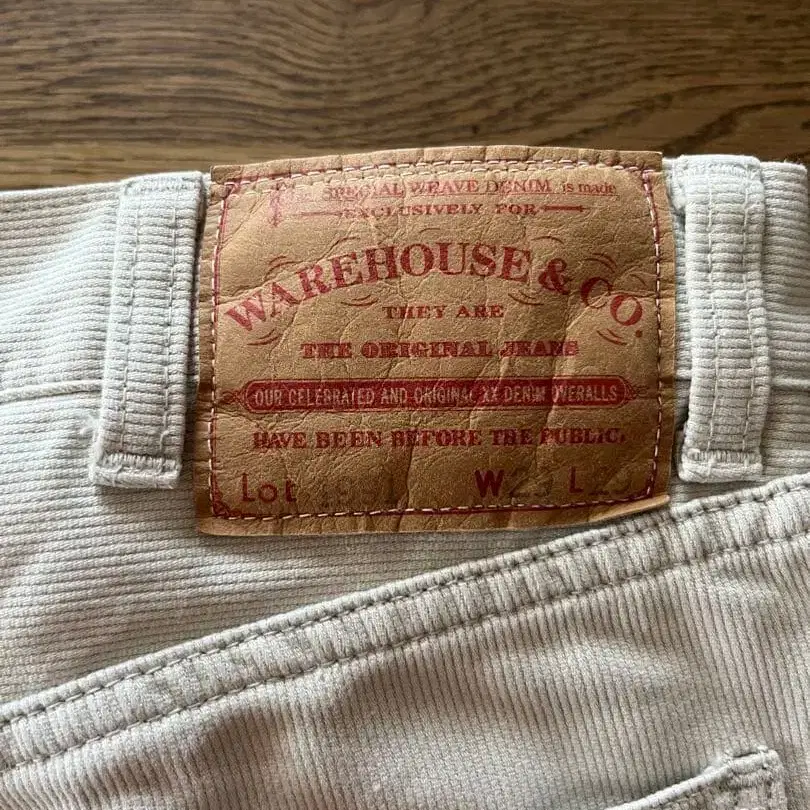 SPECIAL WEAVE DENIM is made
EXCLUSIVELY FOR
WAREHOUSE & CO.
THEY ARE
THE ORIGINAL JEANS
OUR CELEBRATED AND ORIGINAL XX DENIM OVERALLS
HAVE BEEN BEFORE THE PUBLIC.
Lot W L